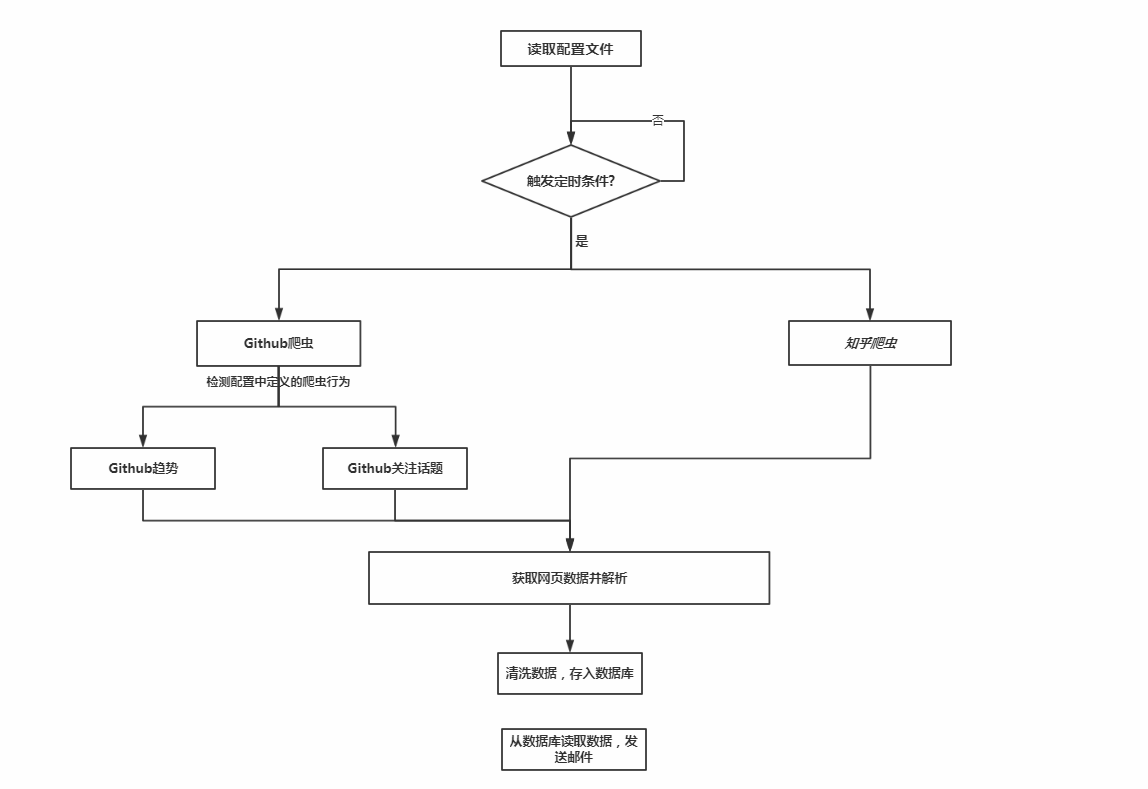 读取配置文件
否
触发定时条件?
是
Github爬虫
知乎爬虫
检测配置中定义的爬虫行为
Github趋势
Github关注话题
获取网页数据并解析
清洗数据，存入数据库
从数据库读取数据，发
送邮件